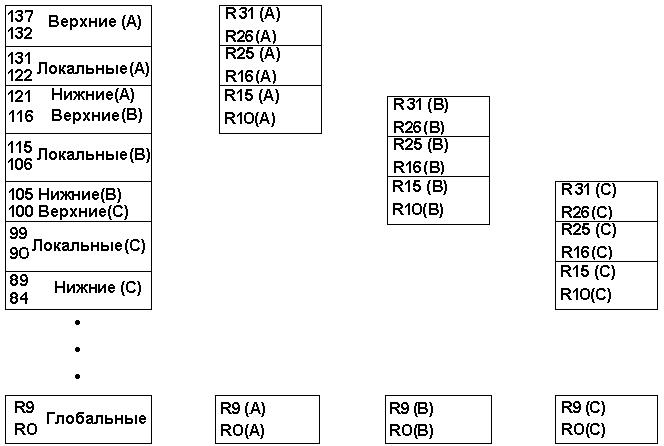 137 Верхние (А)
132
131
122 Локальные(А)
121 Нижние(А)
116 Верхние(В)
115
106 Локальные(В)
105 Нижние(В)
100 Верхние(С)
99
90 Локальные(С)
89
84 Нижние (С)
R9
R0 Глобальные
R31 (A)
R26(A)
R25 (A)
R16(A)
R15 (A)
R10(A)
R9 (A)
R0(A)
R31 (B)
R26(B)
R25 (B)
R16(B)
R15 (B)
R10(B)
R9 (B)
R0(B)
R31 (C)
R26(C)
R25 (C)
R16(C)
R15 (C)
R10(C)
R9 (C)
R0(C)